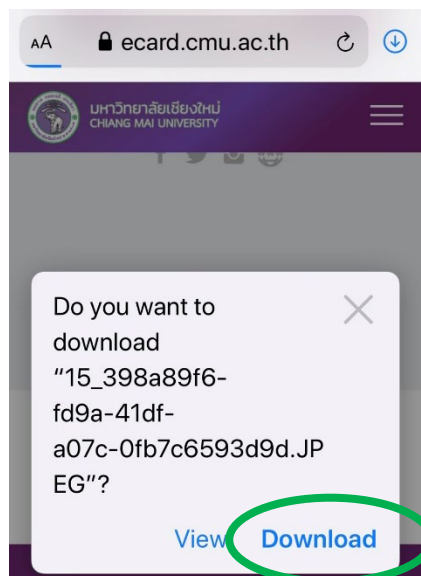 AA ecard.cmu.ac.th
มหาวิทยาลัยเชียงใหม่
CHIANG MAI UNIVERSITY
Do you want to
download
“15_398a89f6-
fd9a-41df-
a07c-0fb7c6593d9d.JP
EG”?
View Download